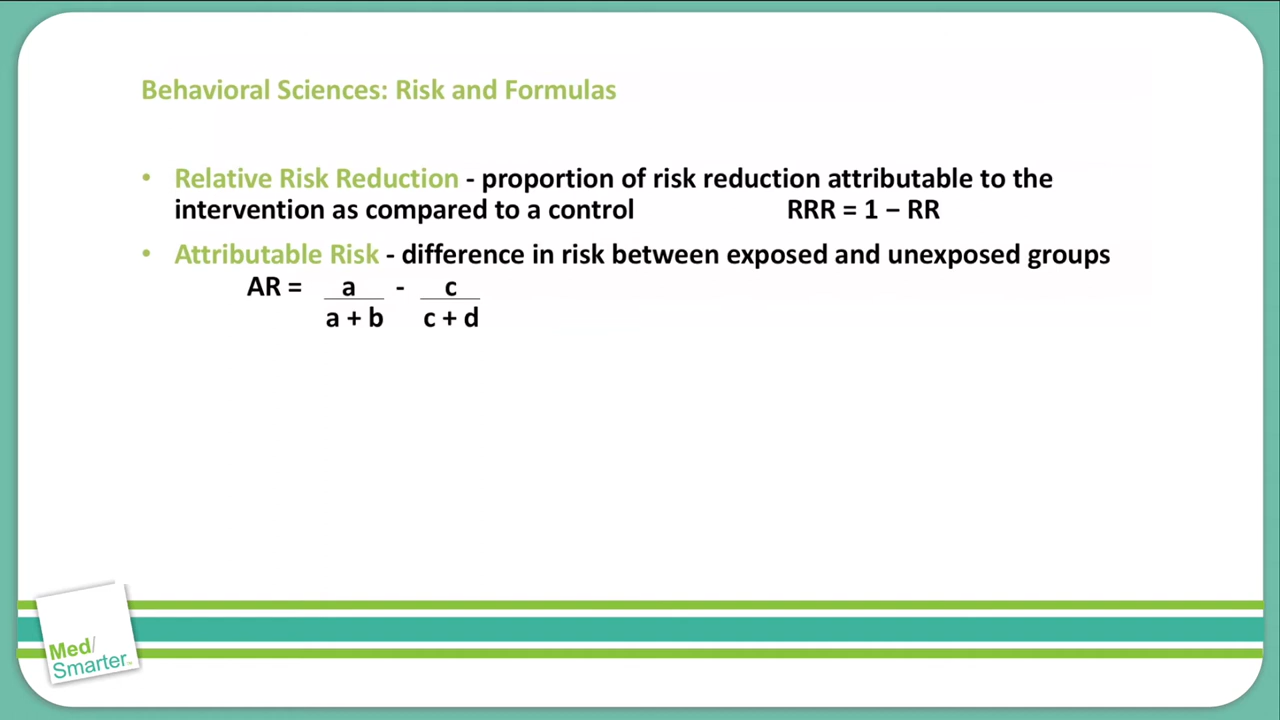 Behavioral Sciences: Risk and Formulas
• Relative Risk Reduction - proportion of risk reduction attributable to the
intervention as compared to a control RRR = 1 – RR
• Attributable Risk - difference in risk between exposed and unexposed groups
AR = a - c
a + b c + d
Med/
Smarter™